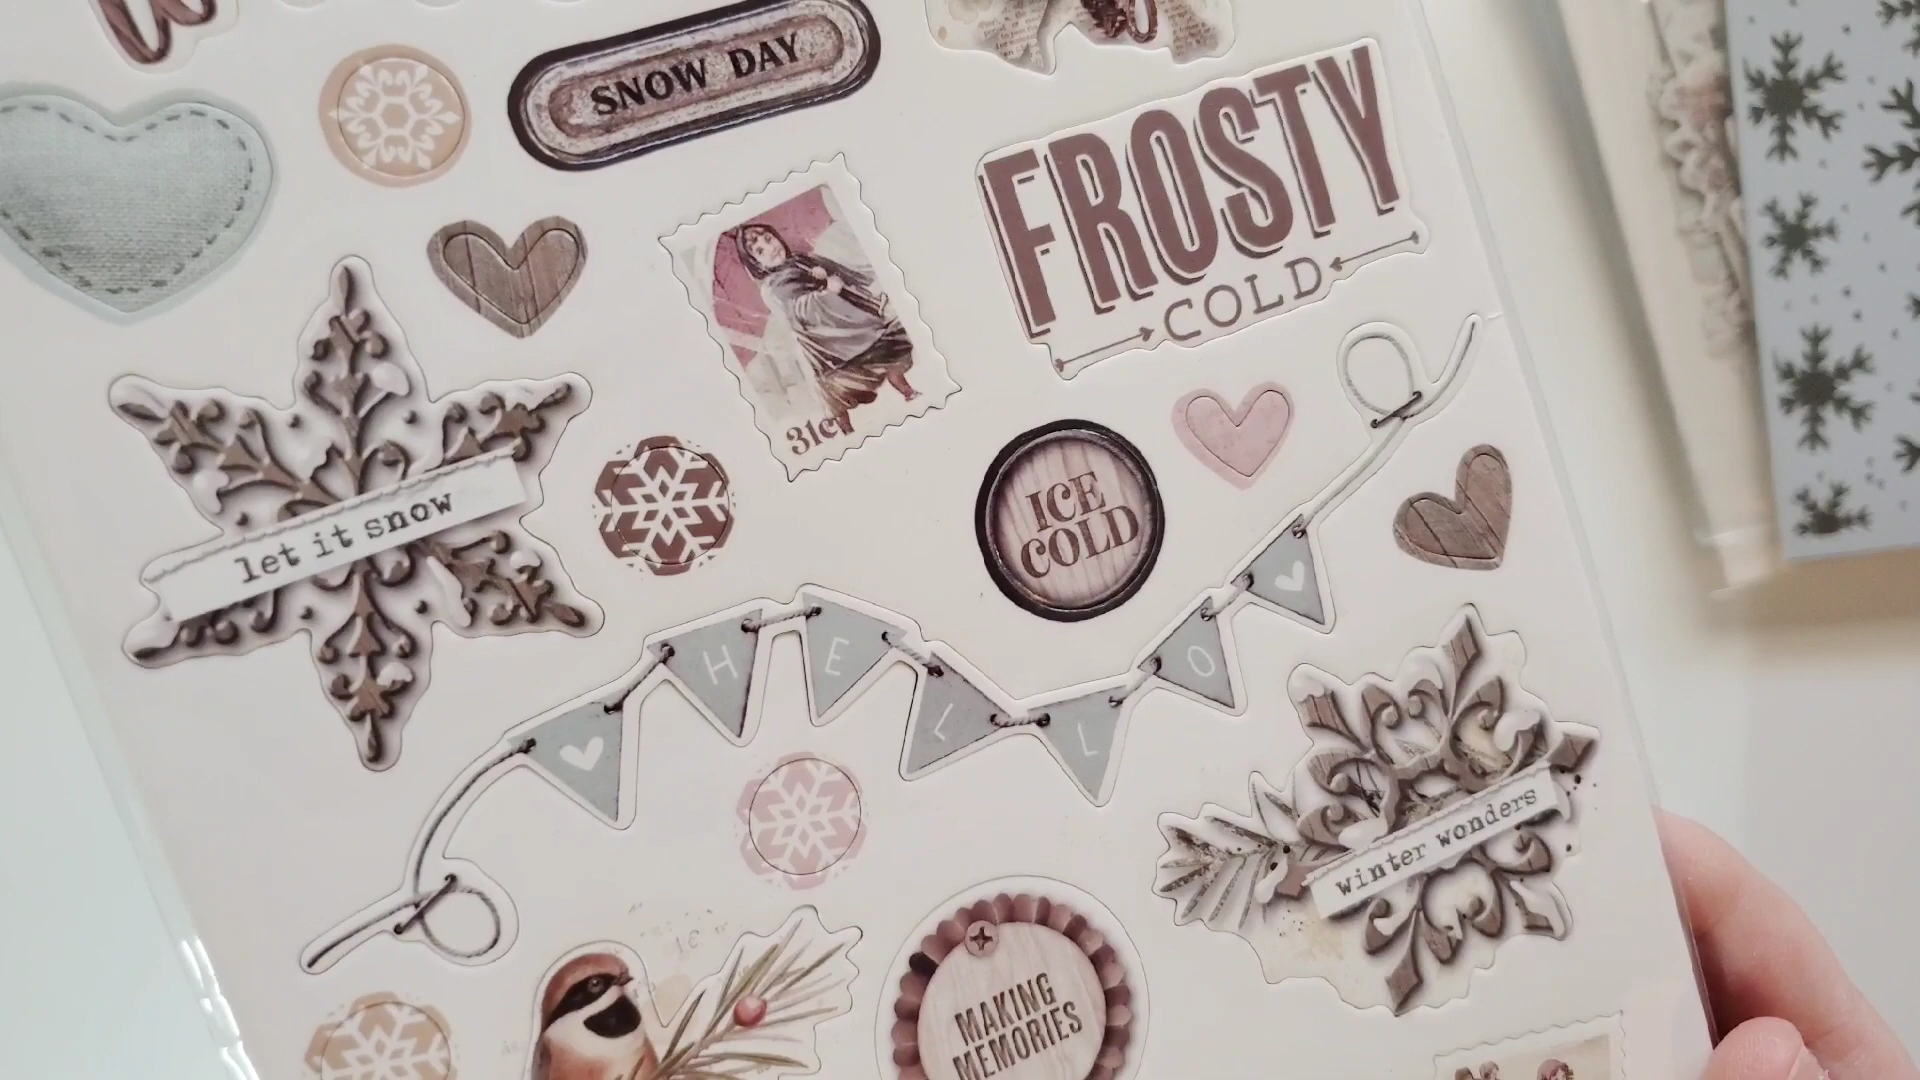 SNOW DAY
FROSTY
COLD
31c
let it snow
ICE
COLD
HELLO
winter wonders
MAKING
MEMORIES